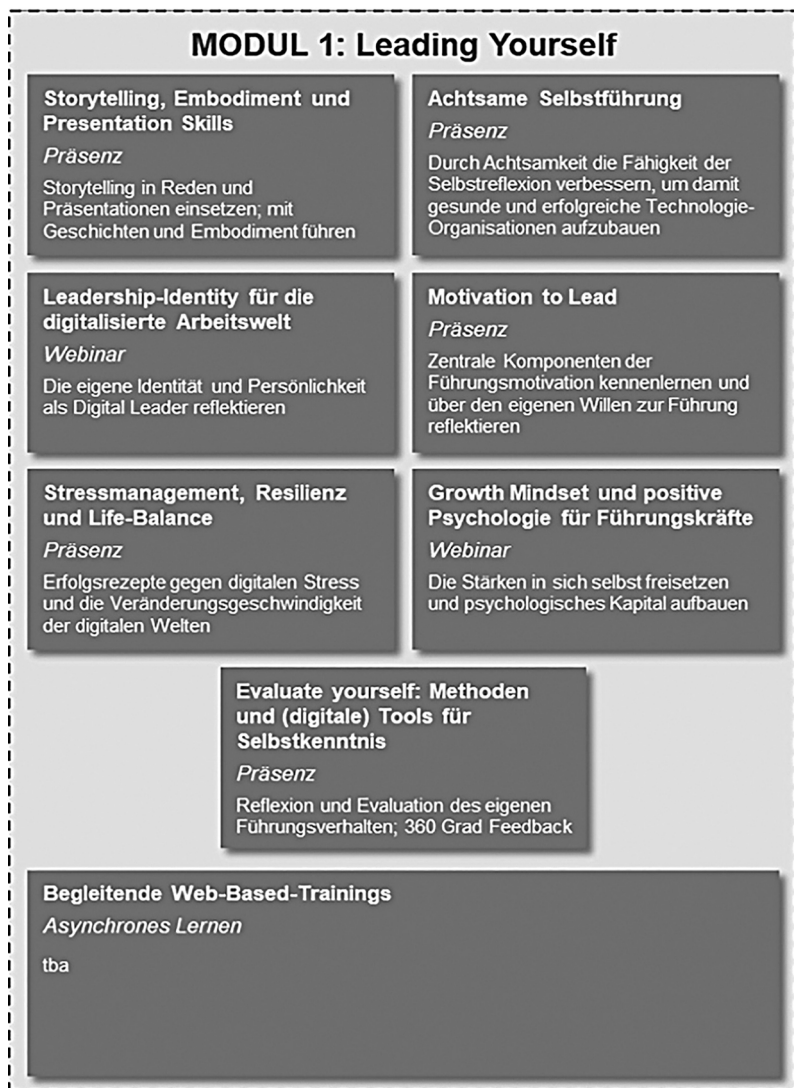 MODUL 1: Leading Yourself
Storytelling, Embodiment und
Presentation Skills
Präsenz
Storytelling in Reden und
Präsentationen einsetzen; mit
Geschichten und Embodiment führen
Achtsame Selbstführung
Präsenz
Durch Achtsamkeit die Fähigkeit der
Selbstreflexion verbessern, um damit
gesunde und erfolgreiche Technologie-
Organisationen aufzubauen
Leadership-Identity für die
digitalisierte Arbeitswelt
Webinar
Die eigene Identität und Persönlichkeit
als Digital Leader reflektieren
Motivation to Lead
Präsenz
Zentrale Komponenten der
Führungsmotivation kennenlernen und
über den eigenen Willen zur Führung
reflektieren
Stressmanagement, Resilienz
und Life-Balance
Präsenz
Erfolgsrezepte gegen digitalen Stress
und die Veränderungsgeschwindigkeit
der digitalen Welten
Growth Mindset und positive
Psychologie für Führungskräfte
Webinar
Die Stärken in sich selbst freisetzen
und psychologisches Kapital aufbauen
Evaluate yourself: Methoden
und (digitale) Tools für
Selbstkenntnis
Präsenz
Reflexion und Evaluation des eigenen
Führungsverhalten; 360 Grad Feedback
Begleitende Web-Based-Trainings
Asynchrones Lernen
tba